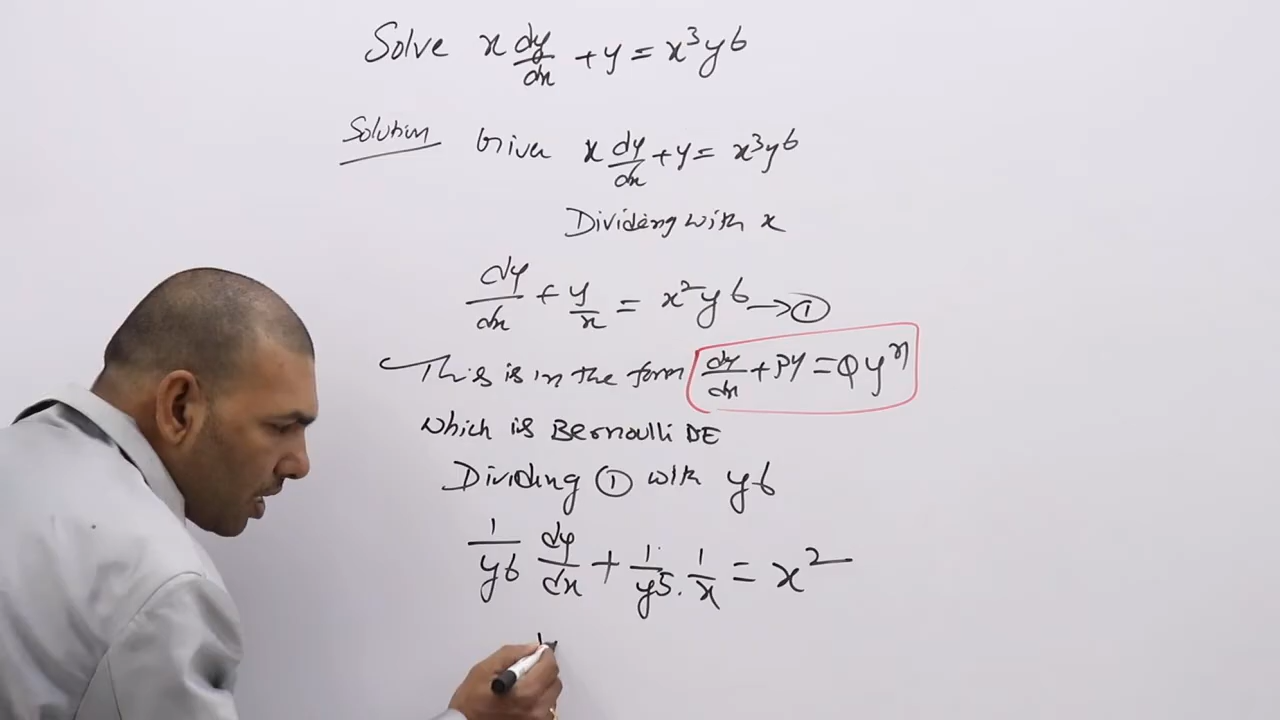 Solve x dy/dx + y = x³y⁶
Solution Given x dy/dx + y = x³y⁶
Dividing with x
dy/dx + y/x = x²y⁶ → ①
This is in the form dy/dx + Py = Qyⁿ
which is Bernoulli DE
Dividing ① with y⁶
1/y⁶ dy/dx + 1/y⁵ . 1/x = x²